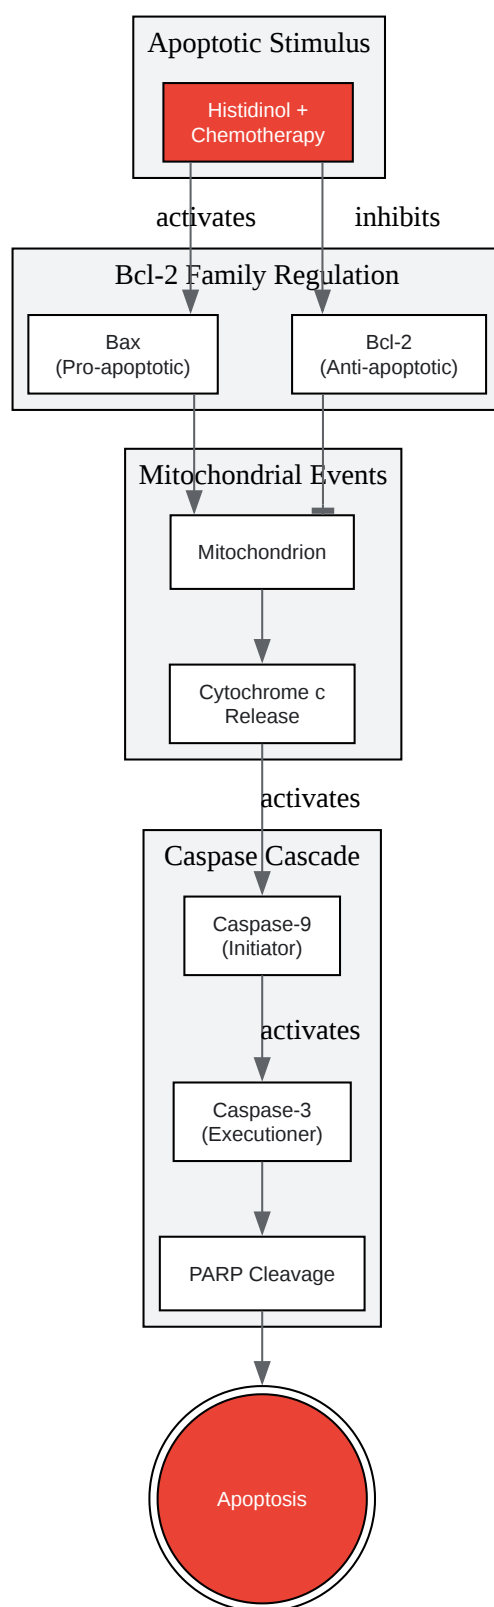 Apoptotic Stimulus
Histidinol +
Chemotherapy
activates
inhibits
Bcl-2 Family Regulation
Bax
(Pro-apoptotic)
Bcl-2
(Anti-apoptotic)
Mitochondrial Events
Mitochondrion
Cytochrome c
Release
activates
Caspase Cascade
Caspase-9
(Initiator)
activates
Caspase-3
(Executioner)
PARP Cleavage
Apoptosis